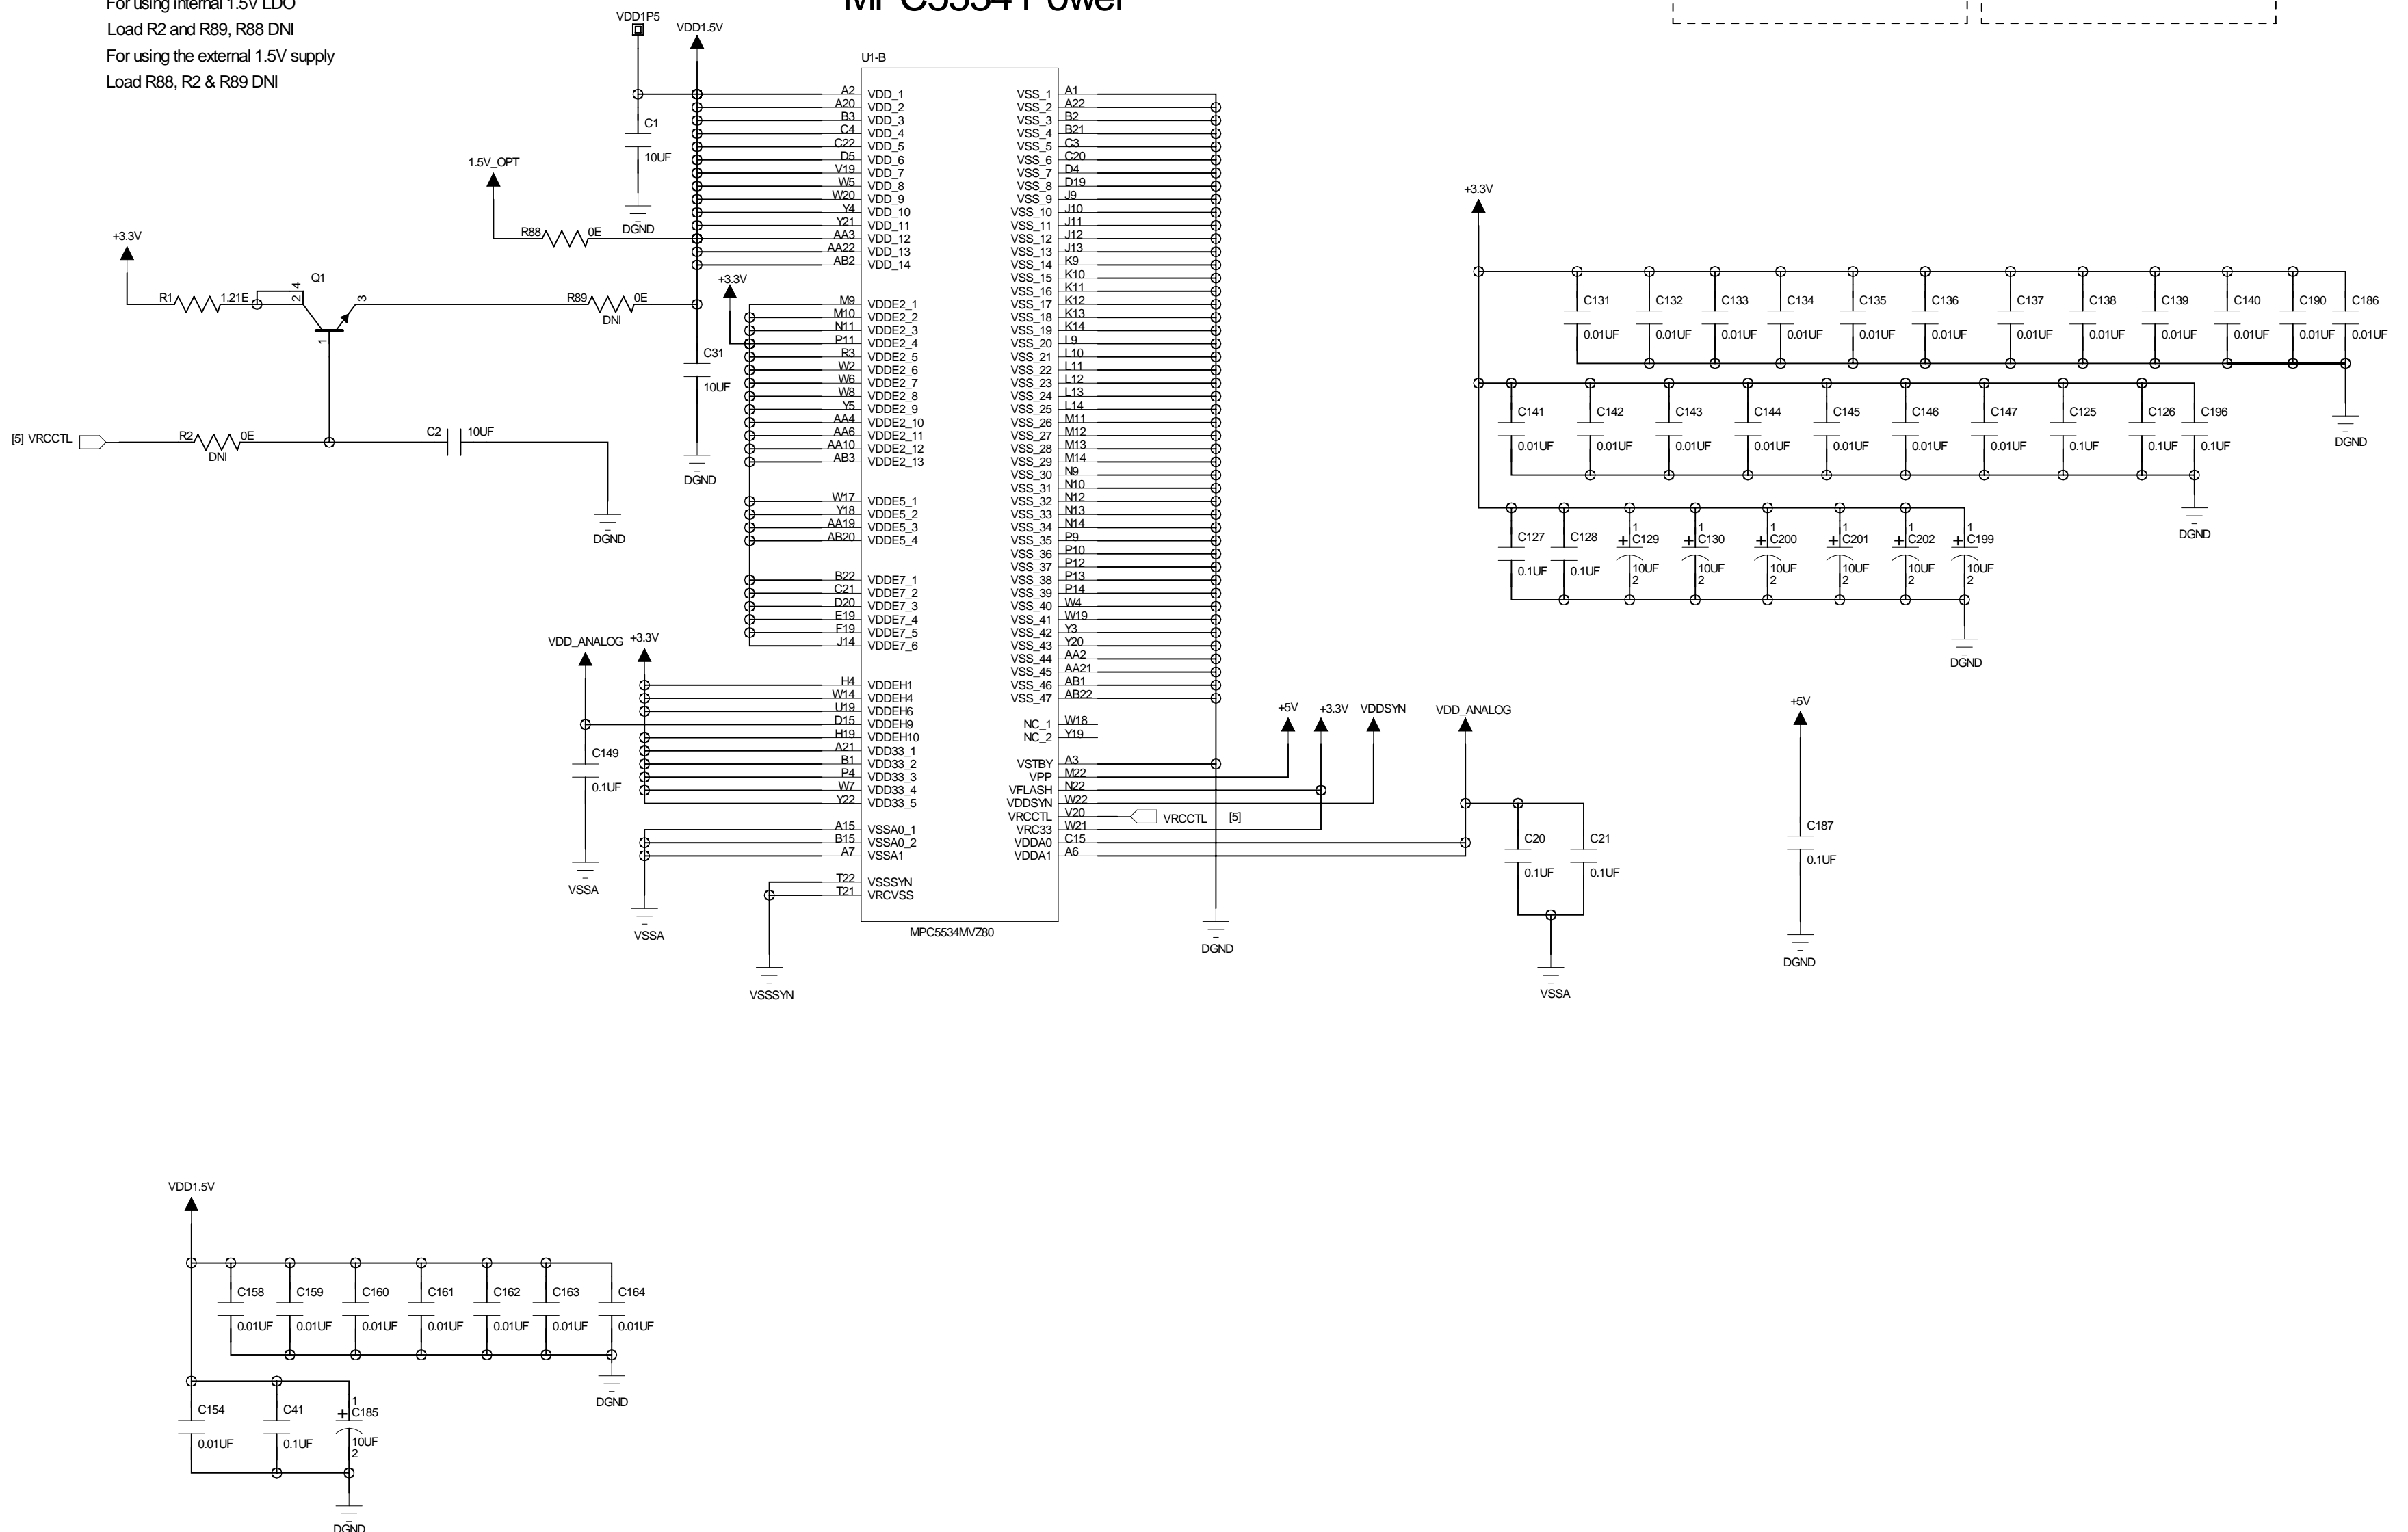 For using internal 1.5V LDO
Load R2 and R89, R88 DNI
For using the external 1.5V supply
Load R88, R2 & R89 DNI
MPC5534 Power
VDD1P5
VDD1.5V
U1-B
C1
10UF
DGND
1.5V_OPT
R88 0E
+3.3V
R1 1.21E
2 4
Q1
3
1
R89 0E
DNI
C31
10UF
DGND
[5] VRCCTL
R2 0E
DNI
C2 10UF
DGND
+3.3V
A2 VDD_1
A20 VDD_2
B3 VDD_3
C4 VDD_4
C22 VDD_5
D5 VDD_6
V19 VDD_7
W5 VDD_8
W20 VDD_9
Y4 VDD_10
Y21 VDD_11
AA3 VDD_12
AA22 VDD_13
AB2 VDD_14
M9 VDDE2_1
M10 VDDE2_2
N11 VDDE2_3
P11 VDDE2_4
R3 VDDE2_5
W2 VDDE2_6
W6 VDDE2_7
W8 VDDE2_8
Y5 VDDE2_9
AA4 VDDE2_10
AA6 VDDE2_11
AA10 VDDE2_12
AB3 VDDE2_13
W17 VDDE5_1
Y18 VDDE5_2
AA19 VDDE5_3
AB20 VDDE5_4
B22 VDDE7_1
C21 VDDE7_2
D20 VDDE7_3
E19 VDDE7_4
F19 VDDE7_5
J14 VDDE7_6
VDD_ANALOG +3.3V
H4 VDDEH1
W14 VDDEH4
U19 VDDEH6
D15 VDDEH9
H19 VDDEH10
A21 VDD33_1
B1 VDD33_2
P4 VDD33_3
W7 VDD33_4
Y22 VDD33_5
A15 VSSA0_1
B15 VSSA0_2
A7 VSSA1
T22 VSSSYN
T21 VRCVSS
C149
0.1UF
VSSA
VSSA
VSSSYN
MPC5534MVZ80
VSS_1 A1
VSS_2 A22
VSS_3 B2
VSS_4 B21
VSS_5 C3
VSS_6 C20
VSS_7 D4
VSS_8 D19
VSS_9 J9
VSS_10 J10
VSS_11 J11
VSS_12 J12
VSS_13 J13
VSS_14 K9
VSS_15 K10
VSS_16 K11
VSS_17 K12
VSS_18 K13
VSS_19 K14
VSS_20 L9
VSS_21 L10
VSS_22 L11
VSS_23 L12
VSS_24 L13
VSS_25 L14
VSS_26 M11
VSS_27 M12
VSS_28 M13
VSS_29 M14
VSS_30 N9
VSS_31 N10
VSS_32 N12
VSS_33 N13
VSS_34 N14
VSS_35 P9
VSS_36 P10
VSS_37 P12
VSS_38 P13
VSS_39 P14
VSS_40 W4
VSS_41 W19
VSS_42 Y3
VSS_43 Y20
VSS_44 AA2
VSS_45 AA21
VSS_46 AB1
VSS_47 AB22
NC_1 W18
NC_2 Y19
VSTBY A3
VPP M22
VFLASH N22
VDDSYN W22
VRCCTL V20
VRC33 W21
VDDA0 C15
VDDA1 A6
VRCCTL [5]
+5V +3.3V VDDSYN VDD_ANALOG
DGND
C20 C21
0.1UF 0.1UF
VSSA
+5V
C187
0.1UF
DGND
+3.3V
C131 C132 C133 C134 C135 C136 C137 C138 C139 C140 C190 C186
0.01UF 0.01UF 0.01UF 0.01UF 0.01UF 0.01UF 0.01UF 0.01UF 0.01UF 0.01UF 0.01UF 0.01UF
DGND
C141 C142 C143 C144 C145 C146 C147 C125 C126 C196
0.01UF 0.01UF 0.01UF 0.01UF 0.01UF 0.01UF 0.01UF 0.1UF 0.1UF 0.1UF
DGND
1 1 1 1 1 1
C127 C128 +C129 +C130 +C200 +C201 +C202 +C199
0.1UF 0.1UF 10UF 10UF 10UF 10UF 10UF 10UF
2 2 2 2 2 2
DGND
VDD1.5V
C158 C159 C160 C161 C162 C163 C164
0.01UF 0.01UF 0.01UF 0.01UF 0.01UF 0.01UF 0.01UF
DGND
1
C154 C41 +C185
0.01UF 0.1UF 10UF
2
DGND